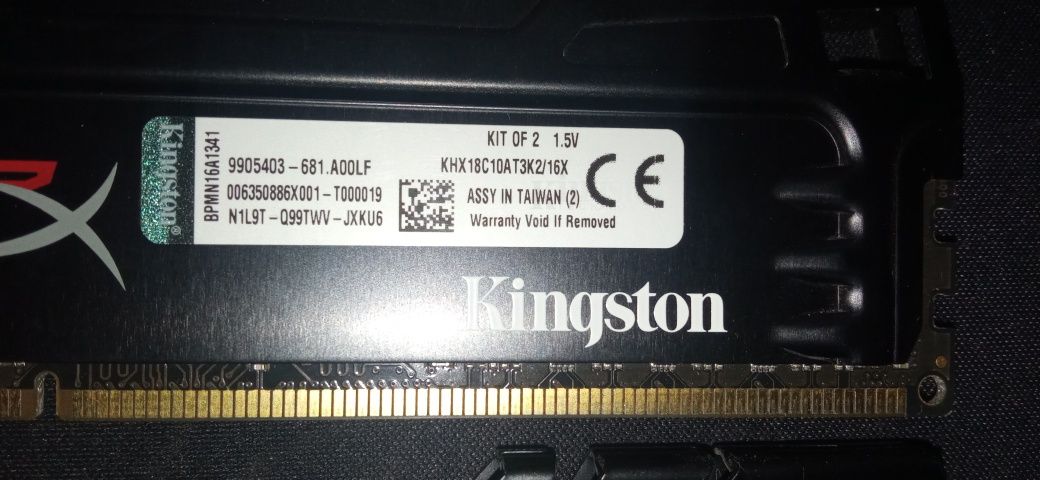 Kingston
BPMN16A1341
9905403-681.A00LF
006350886X001-T000019
N1L9T-Q99TWV-JXKU6
KIT OF 2 1.5V
KHX18C10AT3K2/16X
ASSY IN TAIWAN (2)
Warranty Void If Removed
CE
Kingston